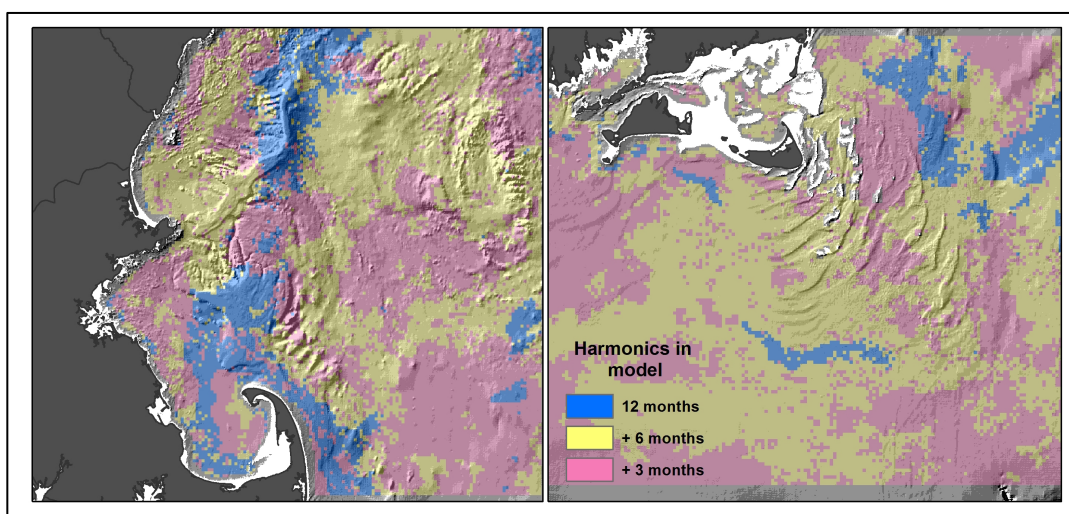 Harmonics in
model
12 months
+ 6 months
+ 3 months